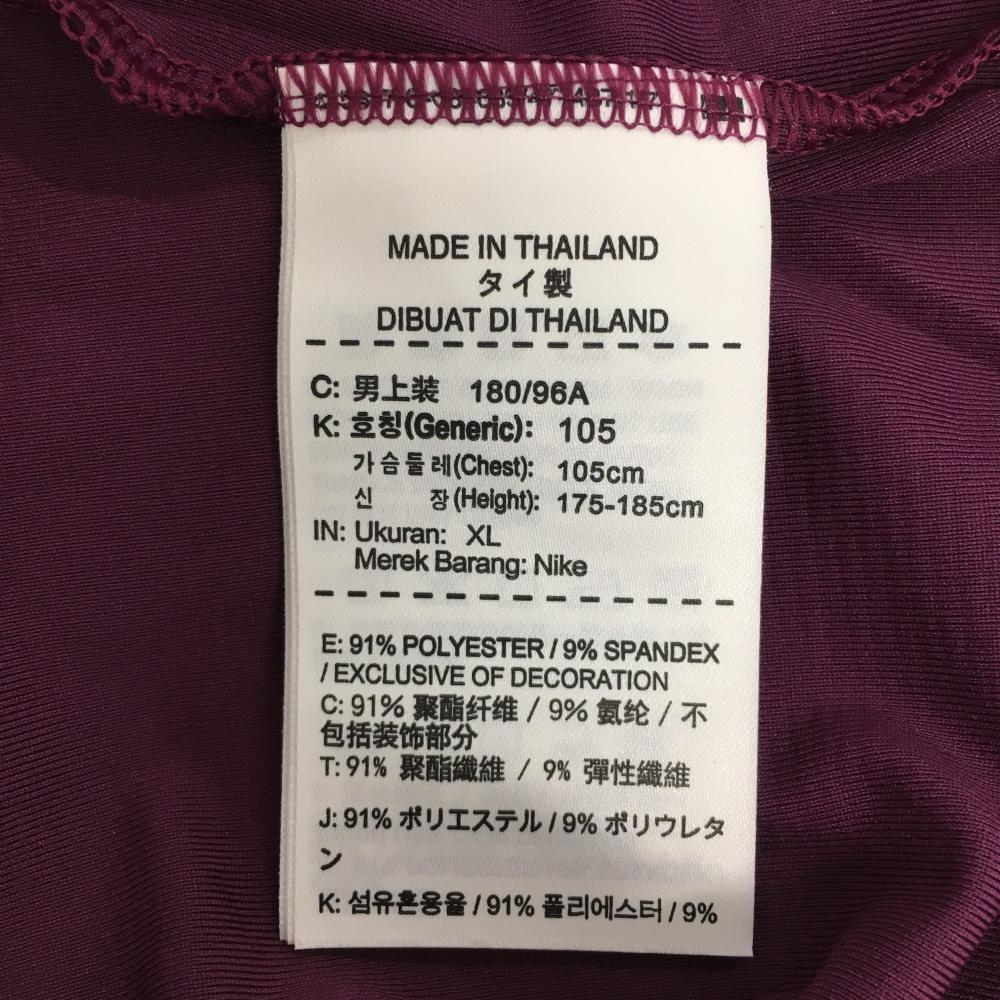 MADE IN THAILAND
タイ製
DIBUAT DI THAILAND
C: 男上装 180/96A
K: 호칭(Generic): 105
가슴둘레(Chest): 105cm
신 장(Height): 175-185cm
IN: Ukuran: XL
Merek Barang: Nike
E: 91% POLYESTER / 9% SPANDEX
/ EXCLUSIVE OF DECORATION
C: 91% 聚酯纤维 / 9% 氨纶 / 不
包括装饰部分
T: 91% 聚酯纖維 / 9% 彈性纖維
J: 91% ポリエステル / 9% ポリウレタ
ン
K: 섬유혼용율 / 91% 폴리에스터 / 9%